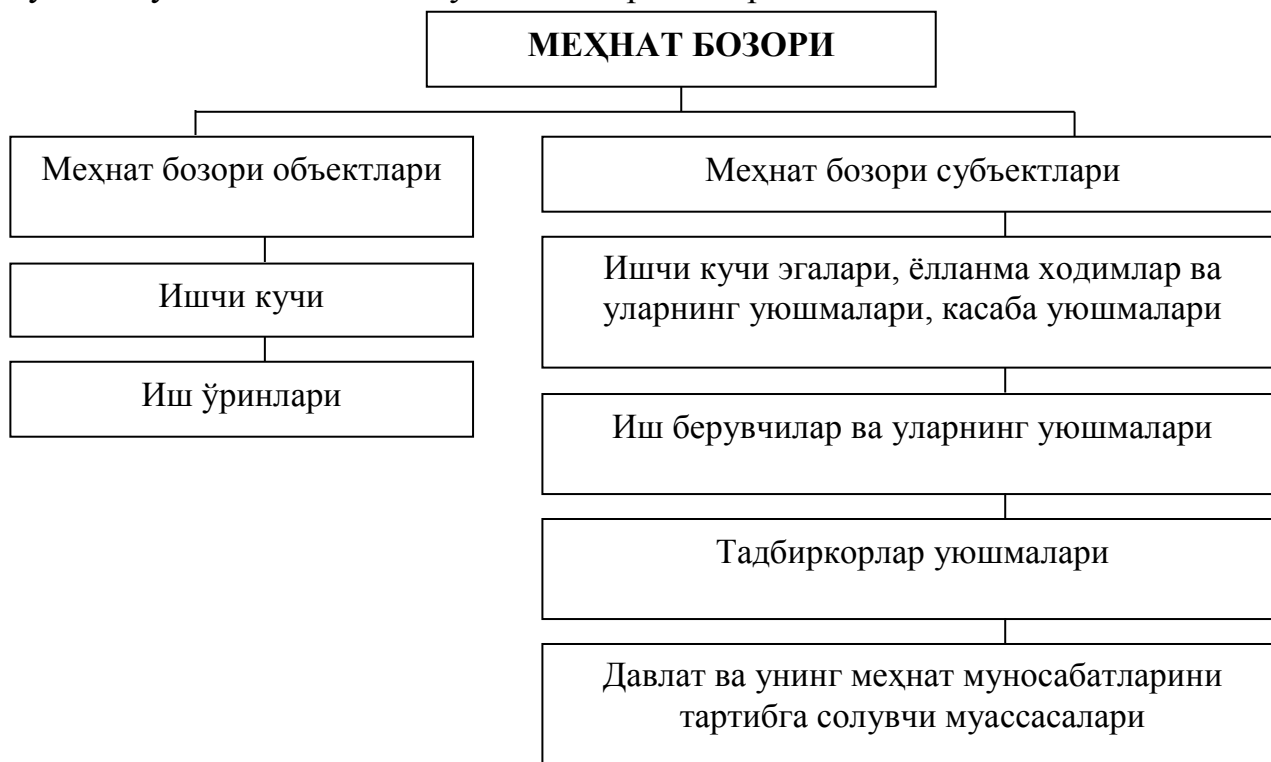 МЕҲНАТ БОЗОРИ
Меҳнат бозори объектлари
Ишчи кучи
Иш ўринлари
Меҳнат бозори субъектлари
Ишчи кучи эгалари, ёлланма ходимлар ва
уларнинг уюшмалари, касаба уюшмалари
Иш берувчилар ва уларнинг уюшмалари
Тадбиркорлар уюшмалари
Давлат ва унинг меҳнат муносабатларини
тартибга солувчи муассасалари